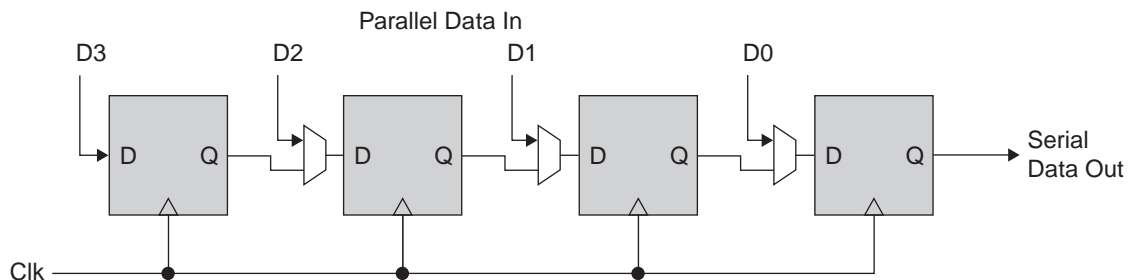 Parallel Data In
D3
D2
D1
D0
D Q
D Q
D Q
D Q
Serial
Data Out
Clk